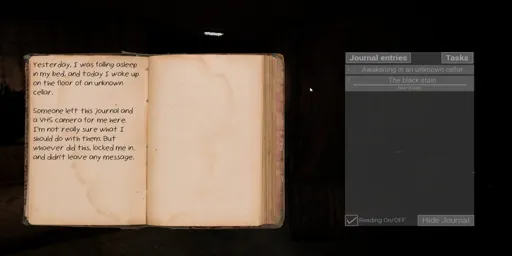 Yesterday, I was falling asleep
in my bed, and today I woke up
on the floor of an unknown
cellar.
Someone left this journal and
a VHS camera for me here.
I'm not really sure what I
should do with them. But
whoever did this, locked me in,
and didn't leave any message.
Journal entries
Tasks
Awakening in an unknown cellar
The black stain
Reading On/OFF
Hide Journal